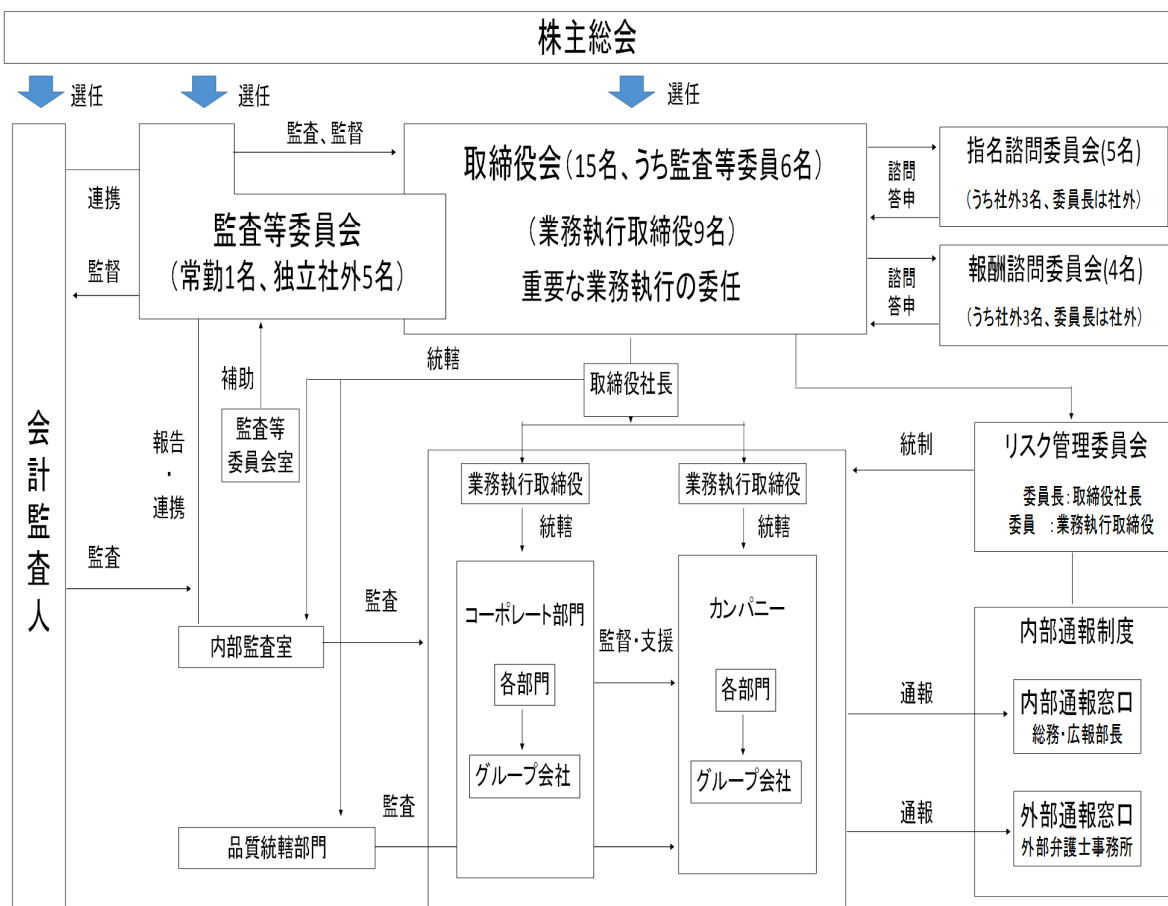 株主総会
選任
選任
選任
監査、監督
取締役会(15名、うち監査等委員6名)
(業務執行取締役9名)
重要な業務執行の委任
諮問
答申
指名諮問委員会(5名)
(うち社外3名、委員長は社外)
連携
監督
監査等委員会
(常勤1名、独立社外5名)
諮問
答申
報酬諮問委員会(4名)
(うち社外3名、委員長は社外)
統轄
取締役社長
補助
監査等
委員会室
報告
・
連携
会計監査人
監査
業務執行取締役
業務執行取締役
統轄
統轄
統制
リスク管理委員会
委員長:取締役社長
委員 :業務執行取締役
内部監査室
監査
コーポレート部門
監督・支援
カンパニー
各部門
各部門
グループ会社
グループ会社
内部通報制度
通報
内部通報窓口
総務・広報部長
通報
外部通報窓口
外部弁護士事務所
品質統轄部門
監査